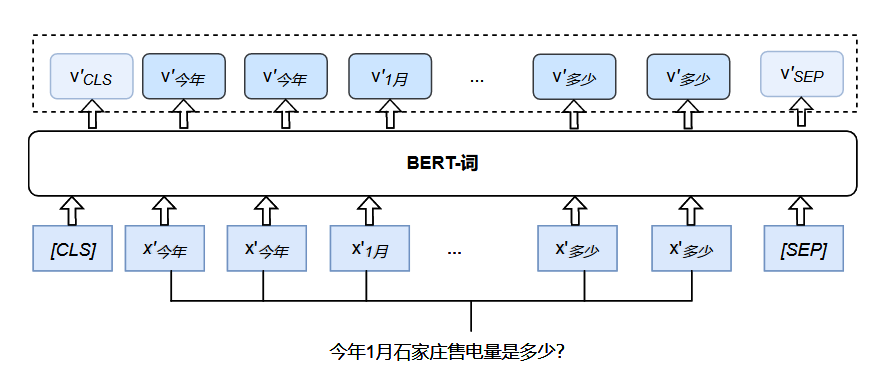 v'CLS v'今年 v'今年 v'1月 ... v'多少 v'多少 v'SEP
BERT-词
[CLS] x'今年 x'今年 x'1月 ... x'多少 x'多少 [SEP]
今年1月石家庄售电量是多少?